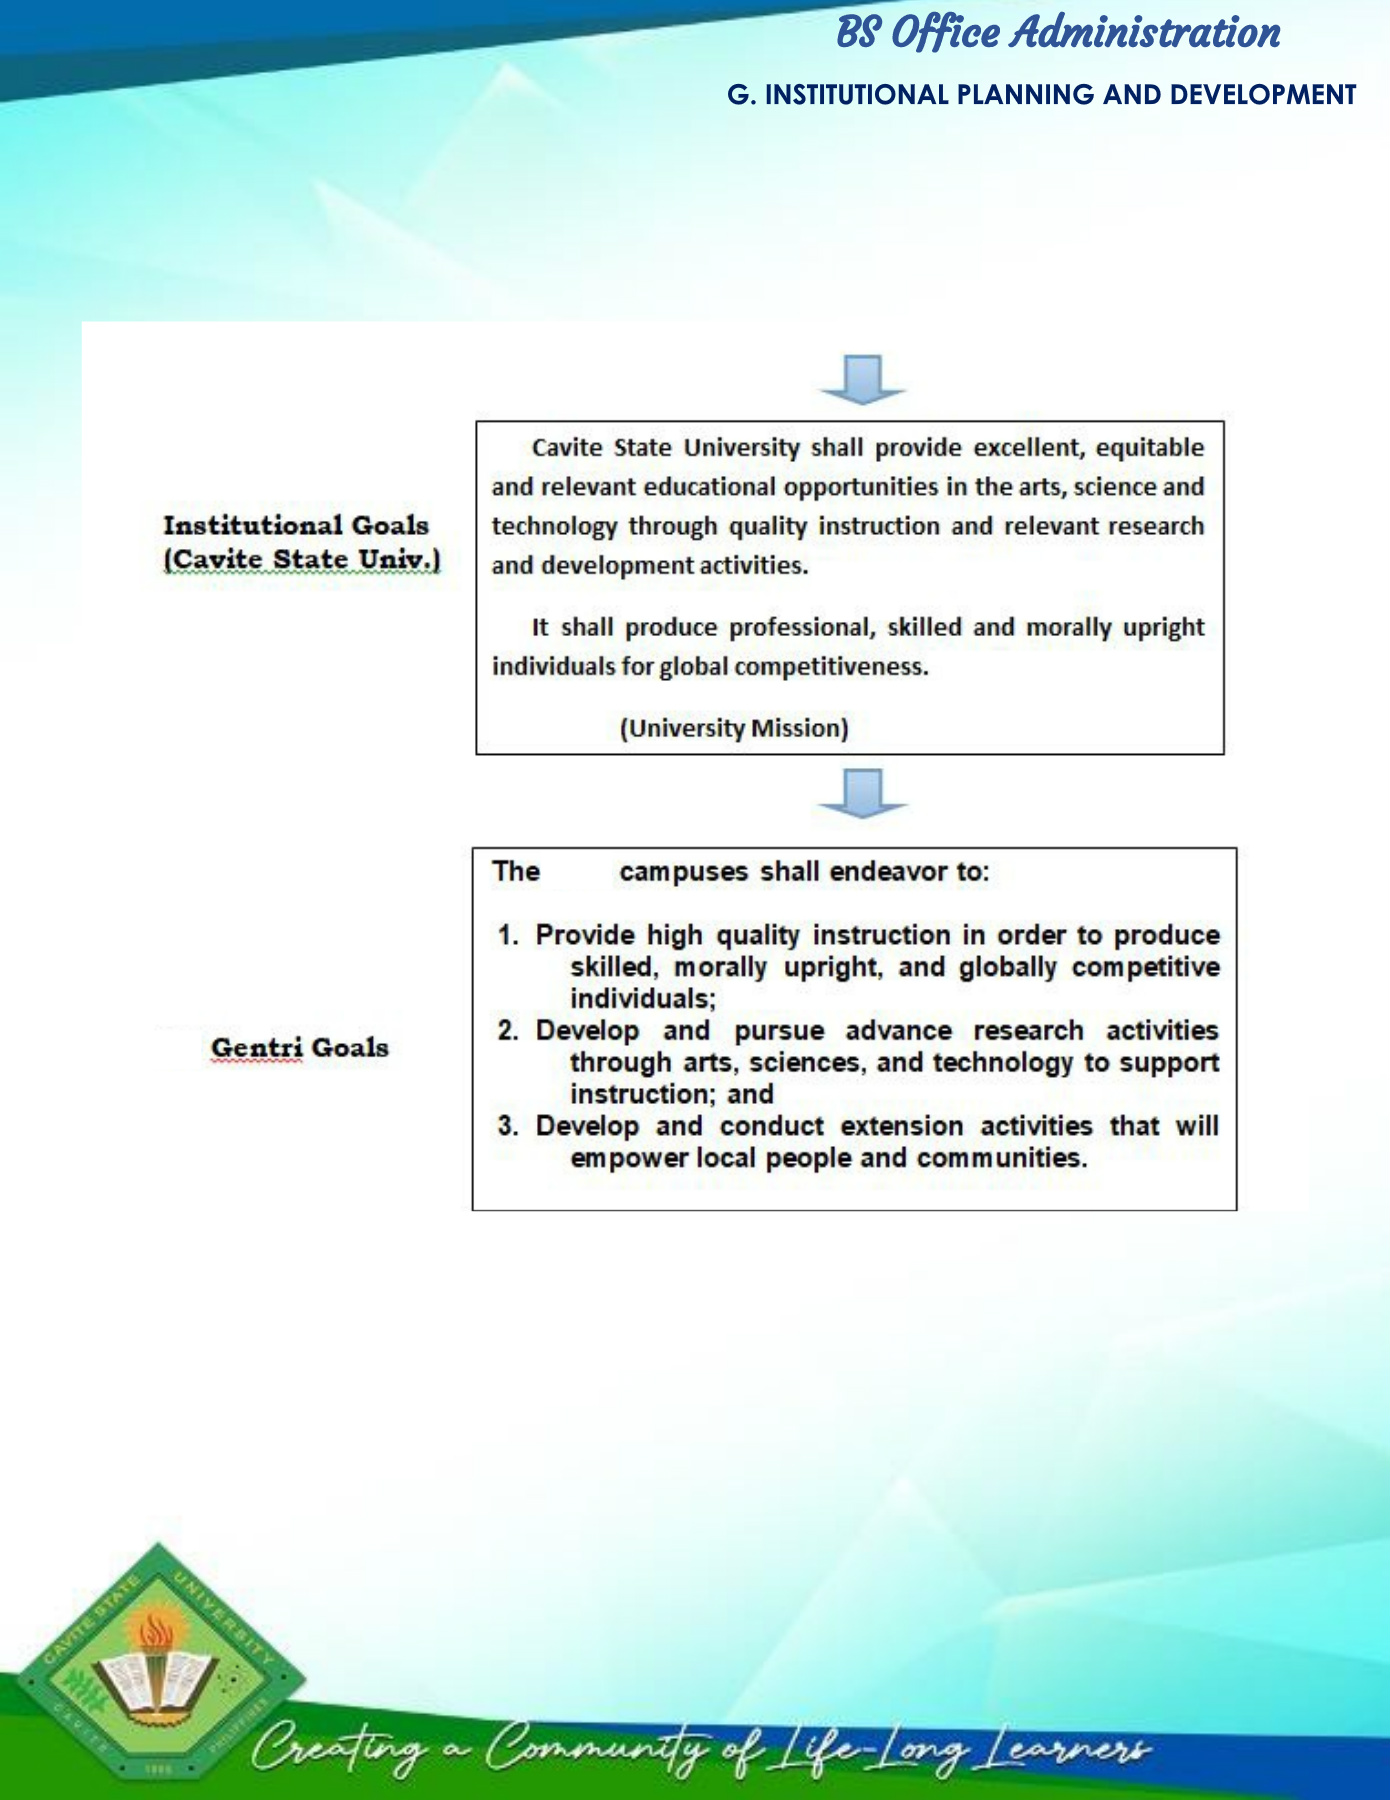 BS Office Administration
G. INSTITUTIONAL PLANNING AND DEVELOPMENT
Institutional Goals
(Cavite State Univ.)
Cavite State University shall provide excellent, equitable
and relevant educational opportunities in the arts, science and
technology through quality instruction and relevant research
and development activities.
It shall produce professional, skilled and morally upright
individuals for global competitiveness.
(University Mission)
Gentri Goals
The campuses shall endeavor to:
1. Provide high quality instruction in order to produce
skilled, morally upright, and globally competitive
individuals;
2. Develop and pursue advance research activities
through arts, sciences, and technology to support
instruction; and
3. Develop and conduct extension activities that will
empower local people and communities.
CAVITE STATE UNIVERSITY
CAVITE
PHILIPPINES
Creating a Community of Life-Long Learners